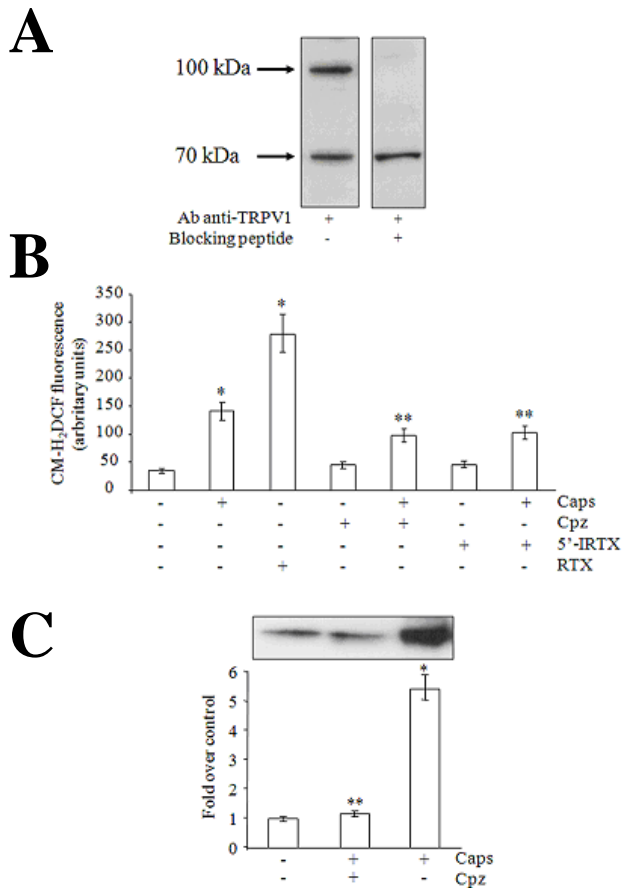 A
100 kDa
70 kDa
Ab anti-TRPV1 + +
Blocking peptide - +
B
CM-H₂DCF fluorescence
(arbritary units)
350
300
250
200
150
100
50
0
* * ** **
- + - - + - + Caps
- - - + + - - Cpz
- - - - - + + 5'-IRTX
- - + - - - - RTX
C
Fold over control
6
5
4
3
2
1
0
** *
- + + Caps
- + - Cpz